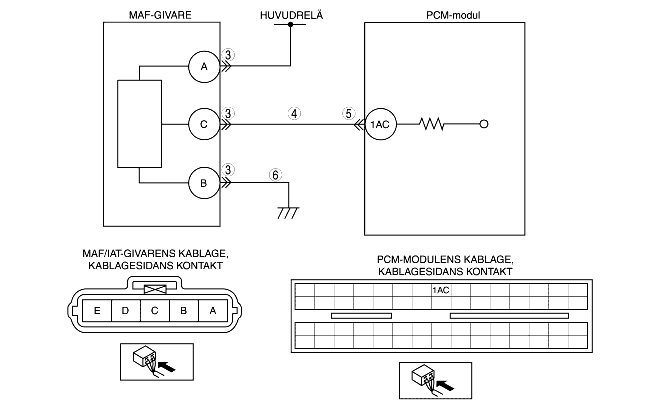 MAF-GIVARE
HUVUDRELÄ
PCM-modul
A
3
C
3
4
5
1AC
B
3
6
MAF/IAT-GIVARENS KABLAGE,
KABLAGESIDANS KONTAKT
E D C B A
PCM-MODULENS KABLAGE,
KABLAGESIDANS KONTAKT
1AC